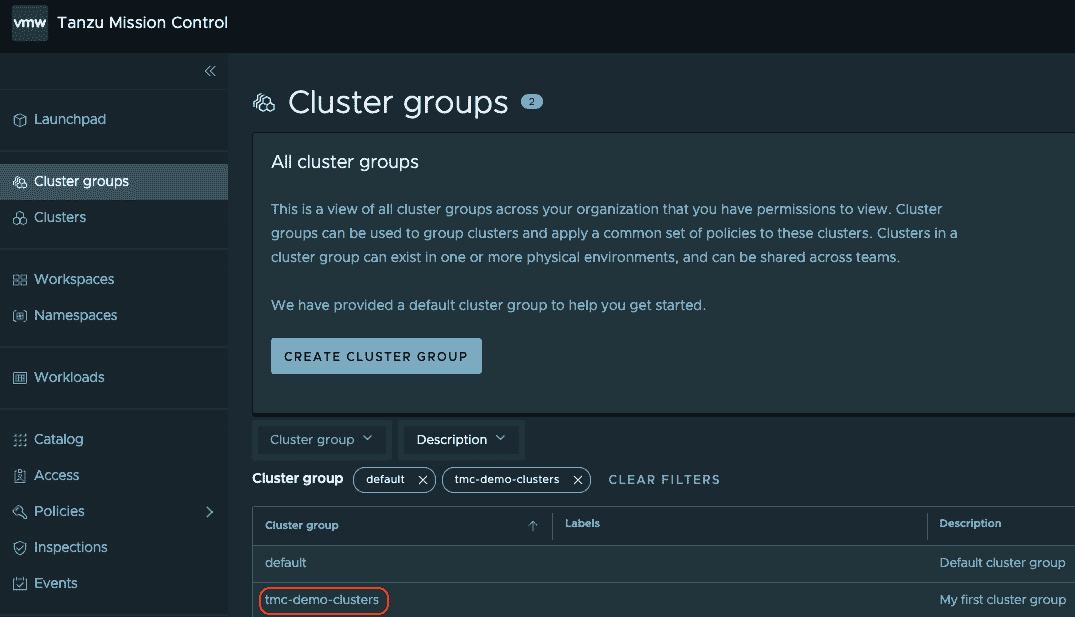 vmw Tanzu Mission Control
Launchpad
Cluster groups
Clusters
Workspaces
Namespaces
Workloads
Catalog
Access
Policies
Inspections
Events
Cluster groups 2
All cluster groups
This is a view of all cluster groups across your organization that you have permissions to view. Cluster
groups can be used to group clusters and apply a common set of policies to these clusters. Clusters in a
cluster group can exist in one or more physical environments, and can be shared across teams.
We have provided a default cluster group to help you get started.
CREATE CLUSTER GROUP
Cluster group Description
Cluster group default tmc-demo-clusters CLEAR FILTERS
Cluster group Labels Description
default Default cluster group
tmc-demo-clusters My first cluster group